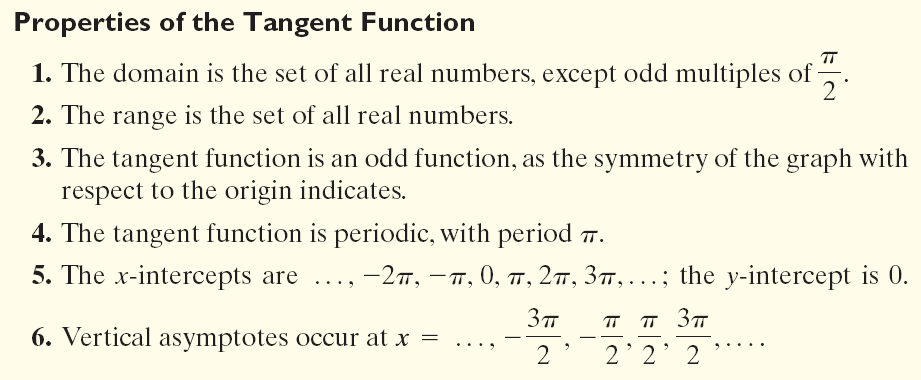 Properties of the Tangent Function
1. The domain is the set of all real numbers, except odd multiples of π/2.
2. The range is the set of all real numbers.
3. The tangent function is an odd function, as the symmetry of the graph with
respect to the origin indicates.
4. The tangent function is periodic, with period π.
5. The x-intercepts are ..., −2π, −π, 0, π, 2π, 3π, ...; the y-intercept is 0.
6. Vertical asymptotes occur at x = ..., −3π/2, −π/2, π/2, 3π/2, ....